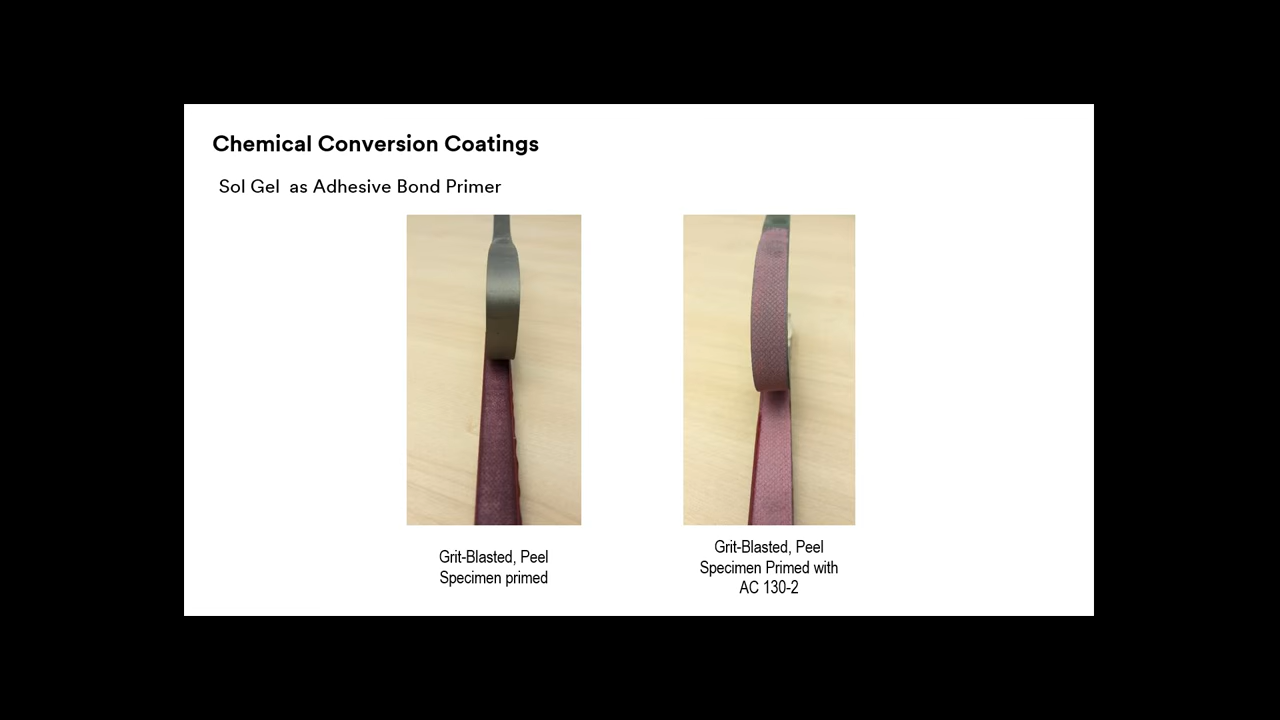 Chemical Conversion Coatings
Sol Gel  as Adhesive Bond Primer
Grit-Blasted, Peel
Specimen primed
Grit-Blasted, Peel
Specimen Primed with
AC 130-2